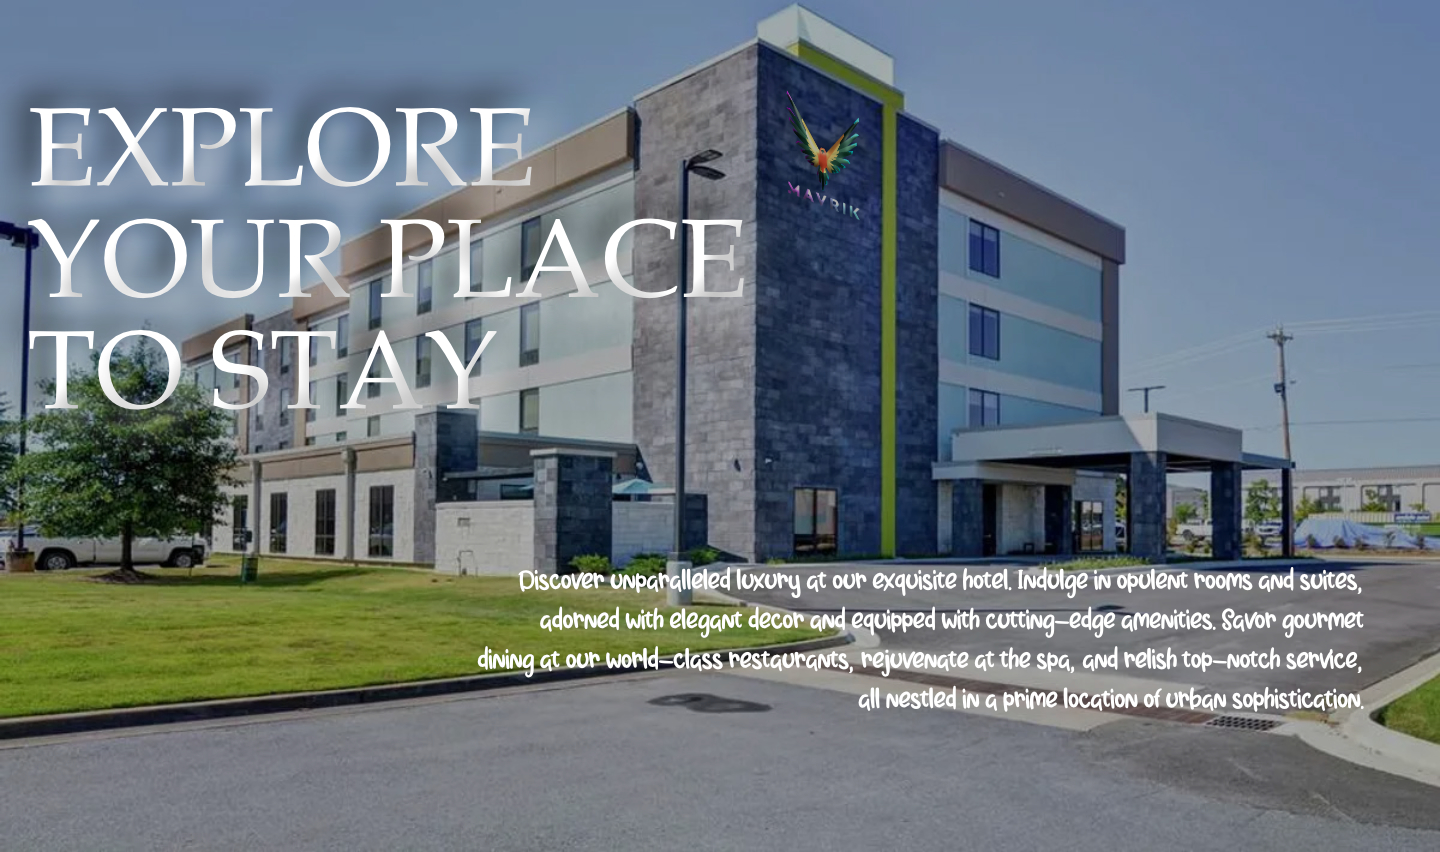 EXPLORE
YOUR PLACE
TO STAY
MAVRIK
Discover unparalleled luxury at our exquisite hotel. Indulge in opulent rooms and suites,
adorned with elegant decor and equipped with cutting-edge amenities. Savor gourmet
dining at our world-class restaurants, rejuvenate at the spa, and relish top-notch service,
all nestled in a prime location of urban sophistication.